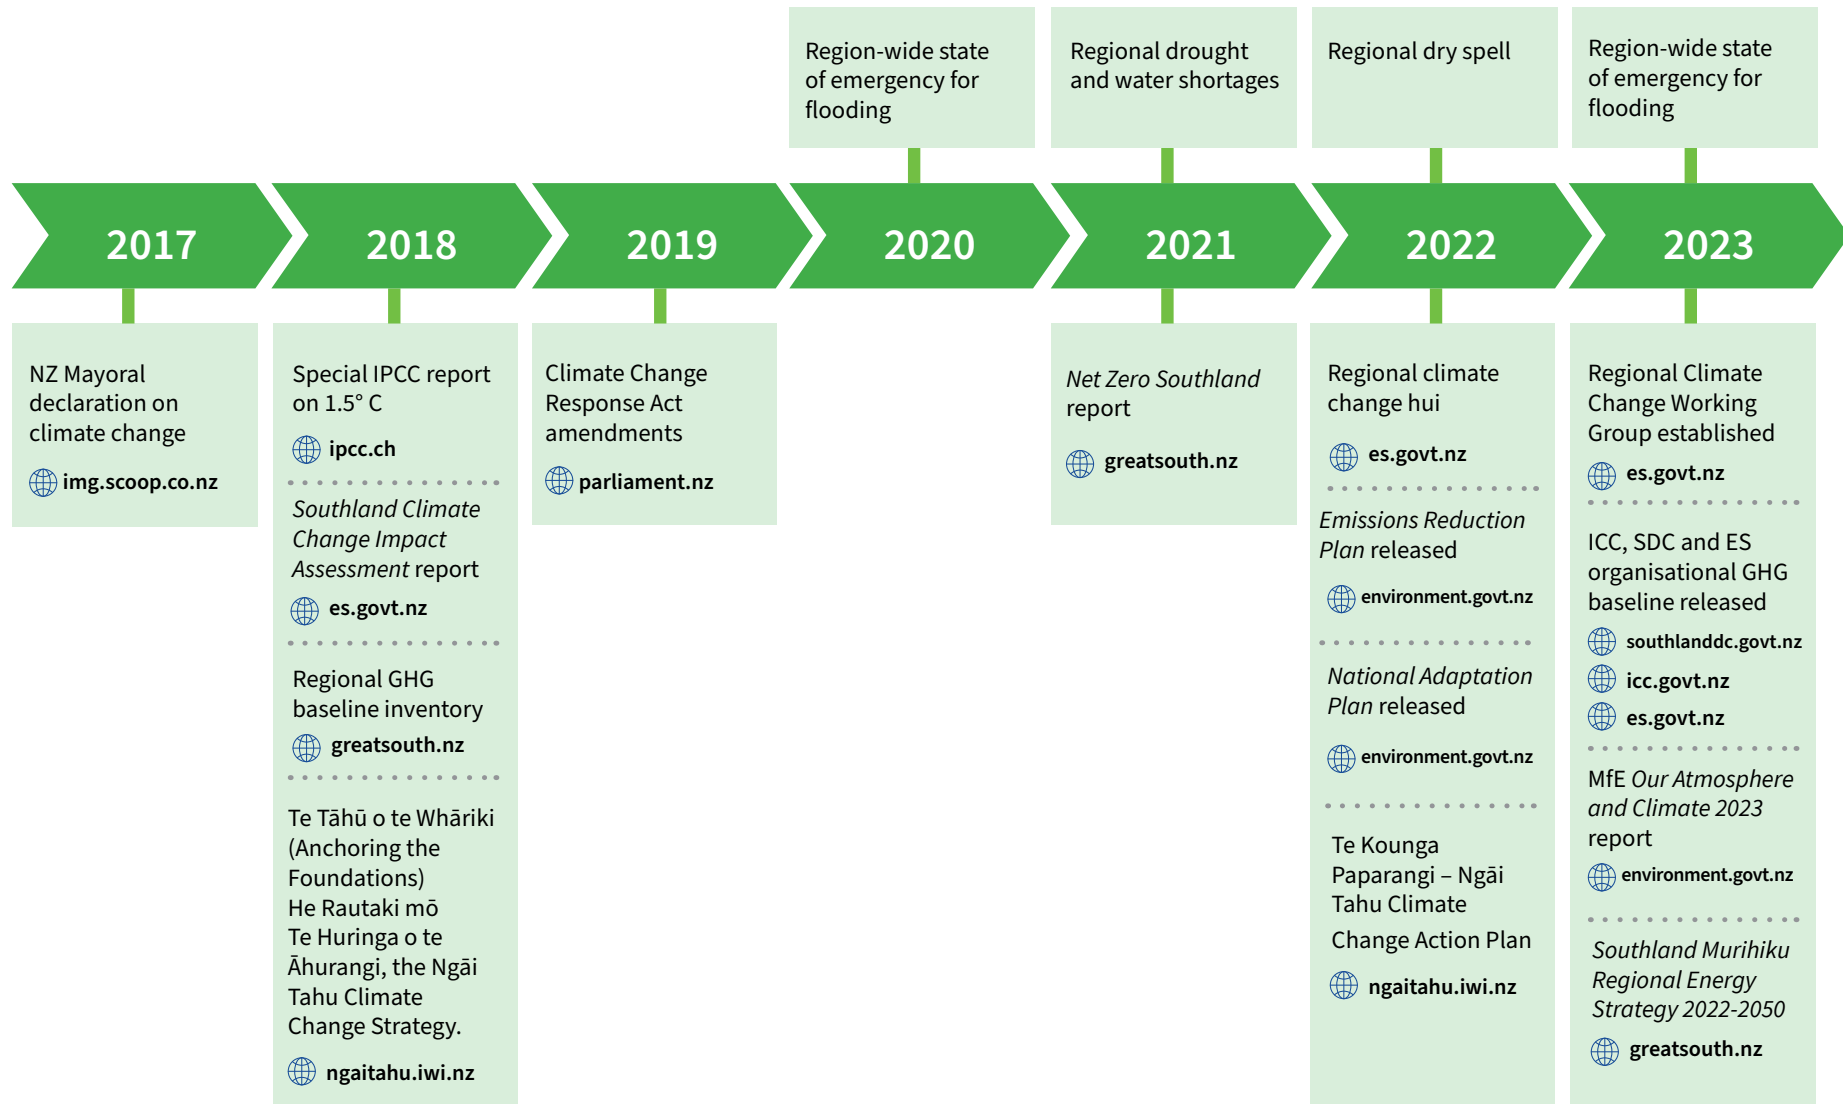 Region-wide state
of emergency for
flooding
Regional drought
and water shortages
Regional dry spell
Region-wide state
of emergency for
flooding
2017
2018
2019
2020
2021
2022
2023
NZ Mayoral
declaration on
climate change
img.scoop.co.nz
Special IPCC report
on 1.5° C
ipcc.ch
Southland Climate
Change Impact
Assessment report
es.govt.nz
Regional GHG
baseline inventory
greatsouth.nz
Te Tāhū o te Whāriki
(Anchoring the
Foundations)
He Rautaki mō
Te Huringa o te
Āhurangi, the Ngāi
Tahu Climate
Change Strategy.
ngaitahu.iwi.nz
Climate Change
Response Act
amendments
parliament.nz
Net Zero Southland
report
greatsouth.nz
Regional climate
change hui
es.govt.nz
Emissions Reduction
Plan released
environment.govt.nz
National Adaptation
Plan released
environment.govt.nz
Te Kounga
Paparangi – Ngāi
Tahu Climate
Change Action Plan
ngaitahu.iwi.nz
Regional Climate
Change Working
Group established
es.govt.nz
ICC, SDC and ES
organisational GHG
baseline released
southlanddc.govt.nz
icc.govt.nz
es.govt.nz
MfE Our Atmosphere
and Climate 2023
report
environment.govt.nz
Southland Murihiku
Regional Energy
Strategy 2022-2050
greatsouth.nz